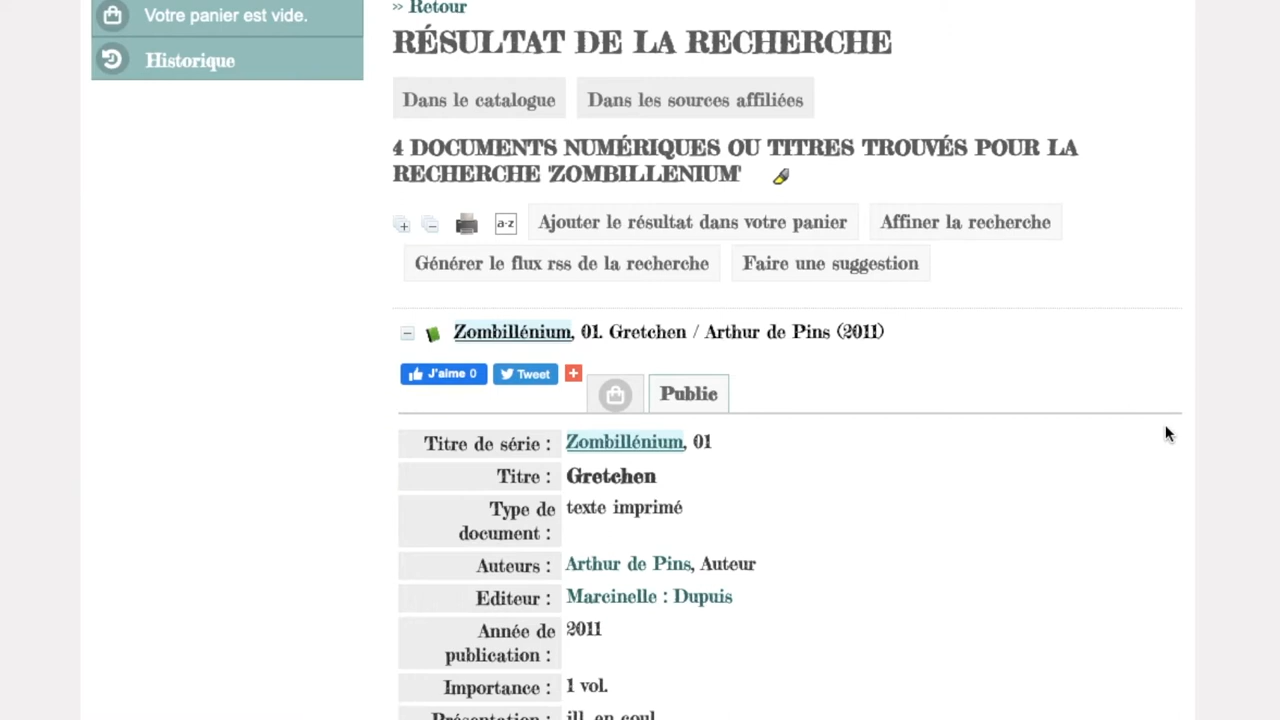 Votre panier est vide.
Historique
>> Retour
RÉSULTAT DE LA RECHERCHE
Dans le catalogue
Dans les sources affiliées
4 DOCUMENTS NUMÉRIQUES OU TITRES TROUVÉS POUR LA
RECHERCHE 'ZOMBILLENIUM'
a-z
Ajouter le résultat dans votre panier
Affiner la recherche
Générer le flux rss de la recherche
Faire une suggestion
Zombillénium, 01. Gretchen / Arthur de Pins (2011)
J'aime 0
Tweet
Public
Titre de série : Zombillénium, 01
Titre : Gretchen
Type de document : texte imprimé
Auteurs : Arthur de Pins, Auteur
Editeur : Marcinelle : Dupuis
Année de publication : 2011
Importance : 1 vol.
Présentation : ill. en coul.